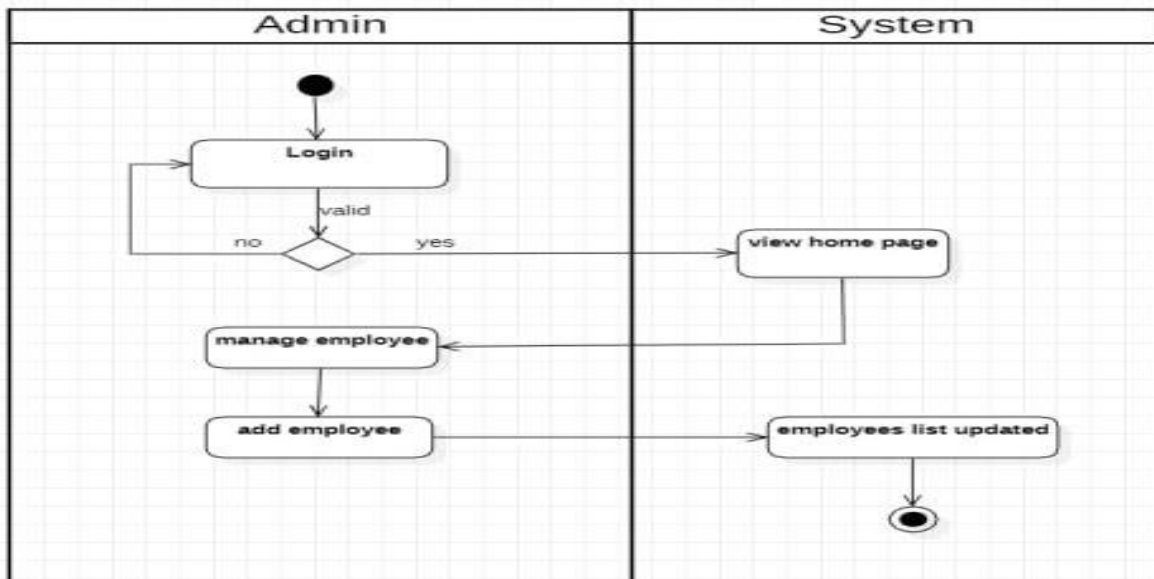 Admin
System
Login
valid
no
yes
view home page
manage employee
add employee
employees list updated